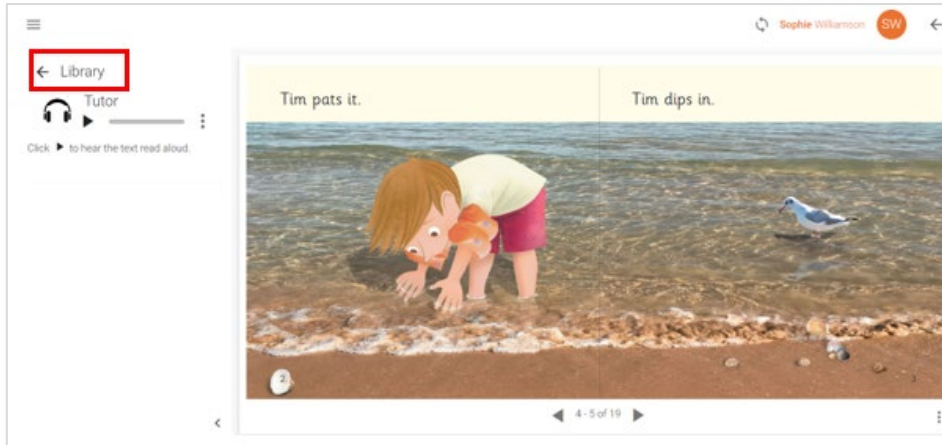 Sophie Williamson SW
Library
Tutor
Click ▶ to hear the text read aloud.
Tim pats it.
Tim dips in.
2
4 - 5 of 19